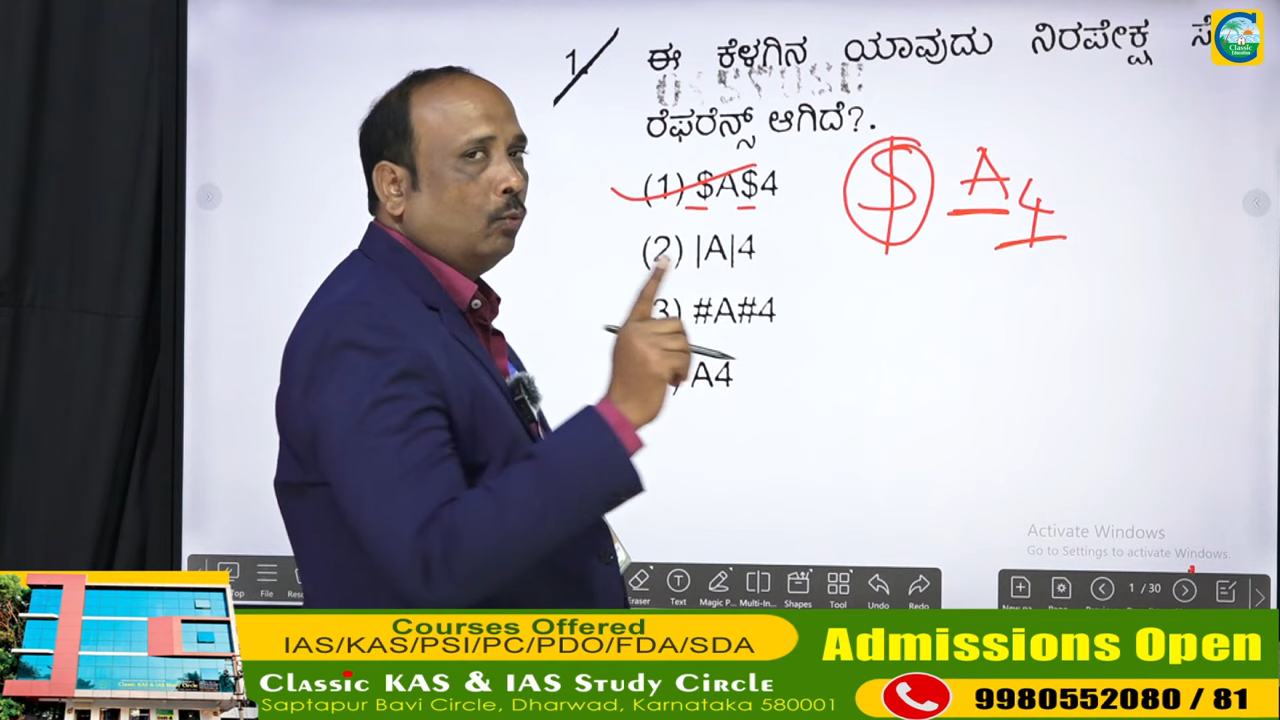 1. ಈ ಕೆಳಗಿನ ಯಾವುದು ನಿರಪೇಕ್ಷ
ರೆಫರೆನ್ಸ್ ಆಗಿದೆ?.
(1) $A$4
(2) |A|4
3) #A#4
) A4
$ A4
Classic
Education
Activate Windows
Go to Settings to activate Windows.
File
Eraser Text Magic P... Multi-In... Shapes Tool Undo Redo
1 / 30
Courses Offered
IAS/KAS/PSI/PC/PDO/FDA/SDA
Classic KAS & IAS Study Circle
Saptapur Bavi Circle, Dharwad, Karnataka 580001
Admissions Open
9980552080 / 81